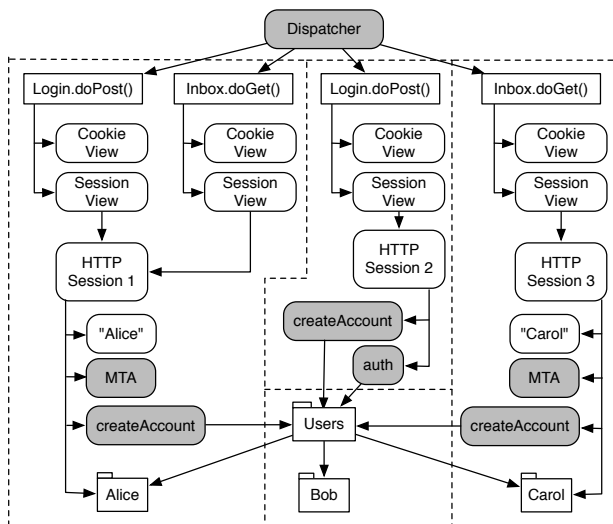 Dispatcher
Login.doPost()
Inbox.doGet()
Login.doPost()
Inbox.doGet()
Cookie
View
Cookie
View
Cookie
View
Cookie
View
Session
View
Session
View
Session
View
Session
View
HTTP
Session 1
HTTP
Session 2
HTTP
Session 3
createAccount
"Alice"
"Carol"
MTA
auth
MTA
createAccount
Users
createAccount
Alice
Bob
Carol